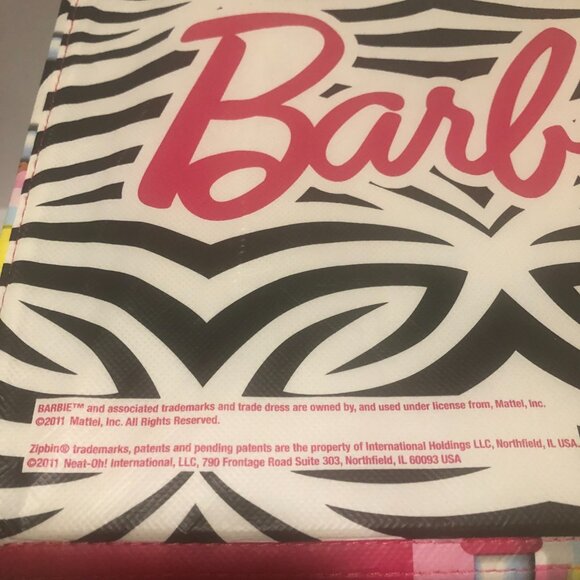 Barb
BARBIE™ and associated trademarks and trade dress are owned by, and used under license from, Mattel, Inc.
©2011 Mattel, Inc. All Rights Reserved.
Zipbin® trademarks, patents and pending patents are the property of International Holdings LLC, Northfield, IL USA.
©2011 Neat-Oh! International, LLC, 790 Frontage Road Suite 303, Northfield, IL 60093 USA